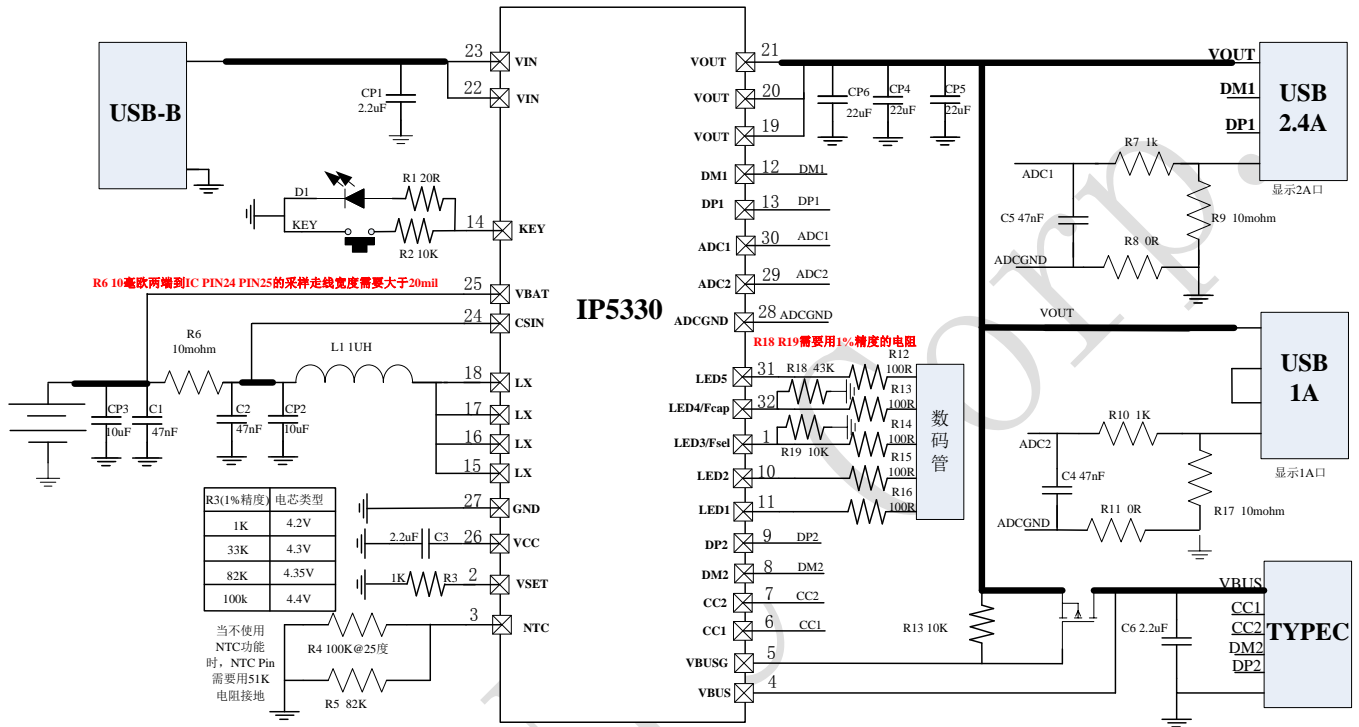 USB-B
CP1
2.2uF
23
VIN
22
VIN
D1
R1 20R
KEY
R2 10K
14
KEY
R6 10毫欧两端到IC PIN24 PIN25的采样走线宽度需要大于20mil
25
VBAT
24
CSIN
R6
10mohm
L1 1UH
CP3
10uF
C1
47nF
C2
47nF
CP2
10uF
18
LX
17
LX
16
LX
15
LX
R3(1%精度) 电芯类型
1K 4.2V
33K 4.3V
82K 4.35V
100k 4.4V
27
GND
2.2uF
C3
26
VCC
1K
R3
2
VSET
3
NTC
R4 100K@25度
R5 82K
当不使用
NTC功能
时，NTC Pin
需要用51K
电阻接地
IP5330
VOUT
21
VOUT
20
VOUT
19
DM1
12
DM1
DP1
13
DP1
ADC1
30
ADC1
ADC2
29
ADC2
ADCGND
28
ADCGND
R18 R19需要用1%精度的电阻
LED5
31
LED4/Fcap
32
LED3/Fsel
1
LED2
10
LED1
11
R18 43K
R19 10K
R12
100R
R13
100R
R14
100R
R15
100R
R16
100R
数码管
DP2
9
DP2
DM2
8
DM2
CC2
7
CC2
CC1
6
CC1
VBUSG
5
VBUS
4
CP6
22uF
CP4
22uF
CP5
22uF
VOUT
DM1
DP1
USB
2.4A
显示2A口
ADC1
R7 1k
C5 47nF
R9 10mohm
R8 0R
ADCGND
VOUT
USB
1A
显示1A口
ADC2
R10 1K
C4 47nF
R11 0R
R17 10mohm
ADCGND
R13 10K
C6 2.2uF
VBUS
CC1
CC2
DM2
DP2
TYPEC
Corp.